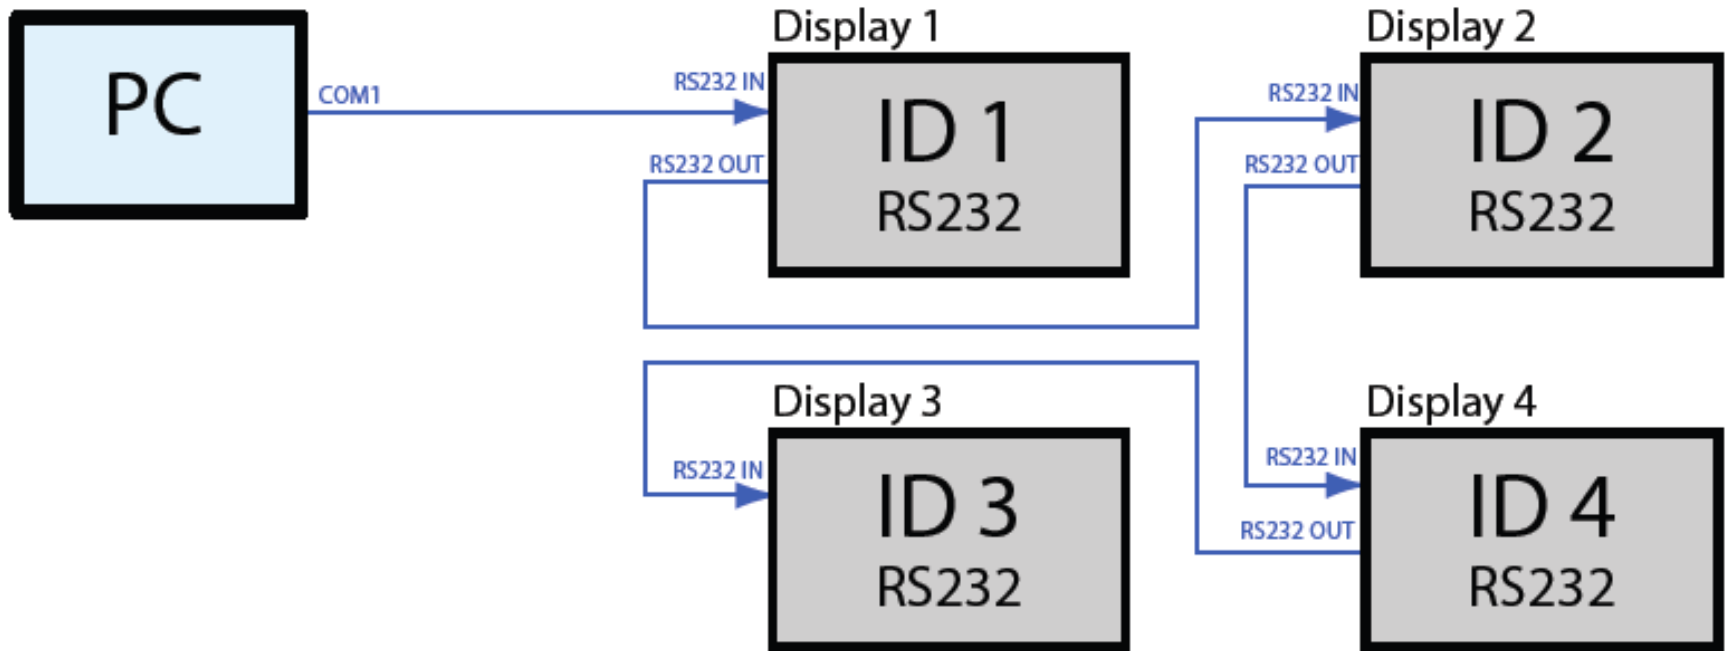 PC
COM1
Display 1
RS232 IN
RS232 OUT
ID 1
RS232
Display 2
RS232 IN
RS232 OUT
ID 2
RS232
Display 3
RS232 IN
ID 3
RS232
Display 4
RS232 IN
RS232 OUT
ID 4
RS232